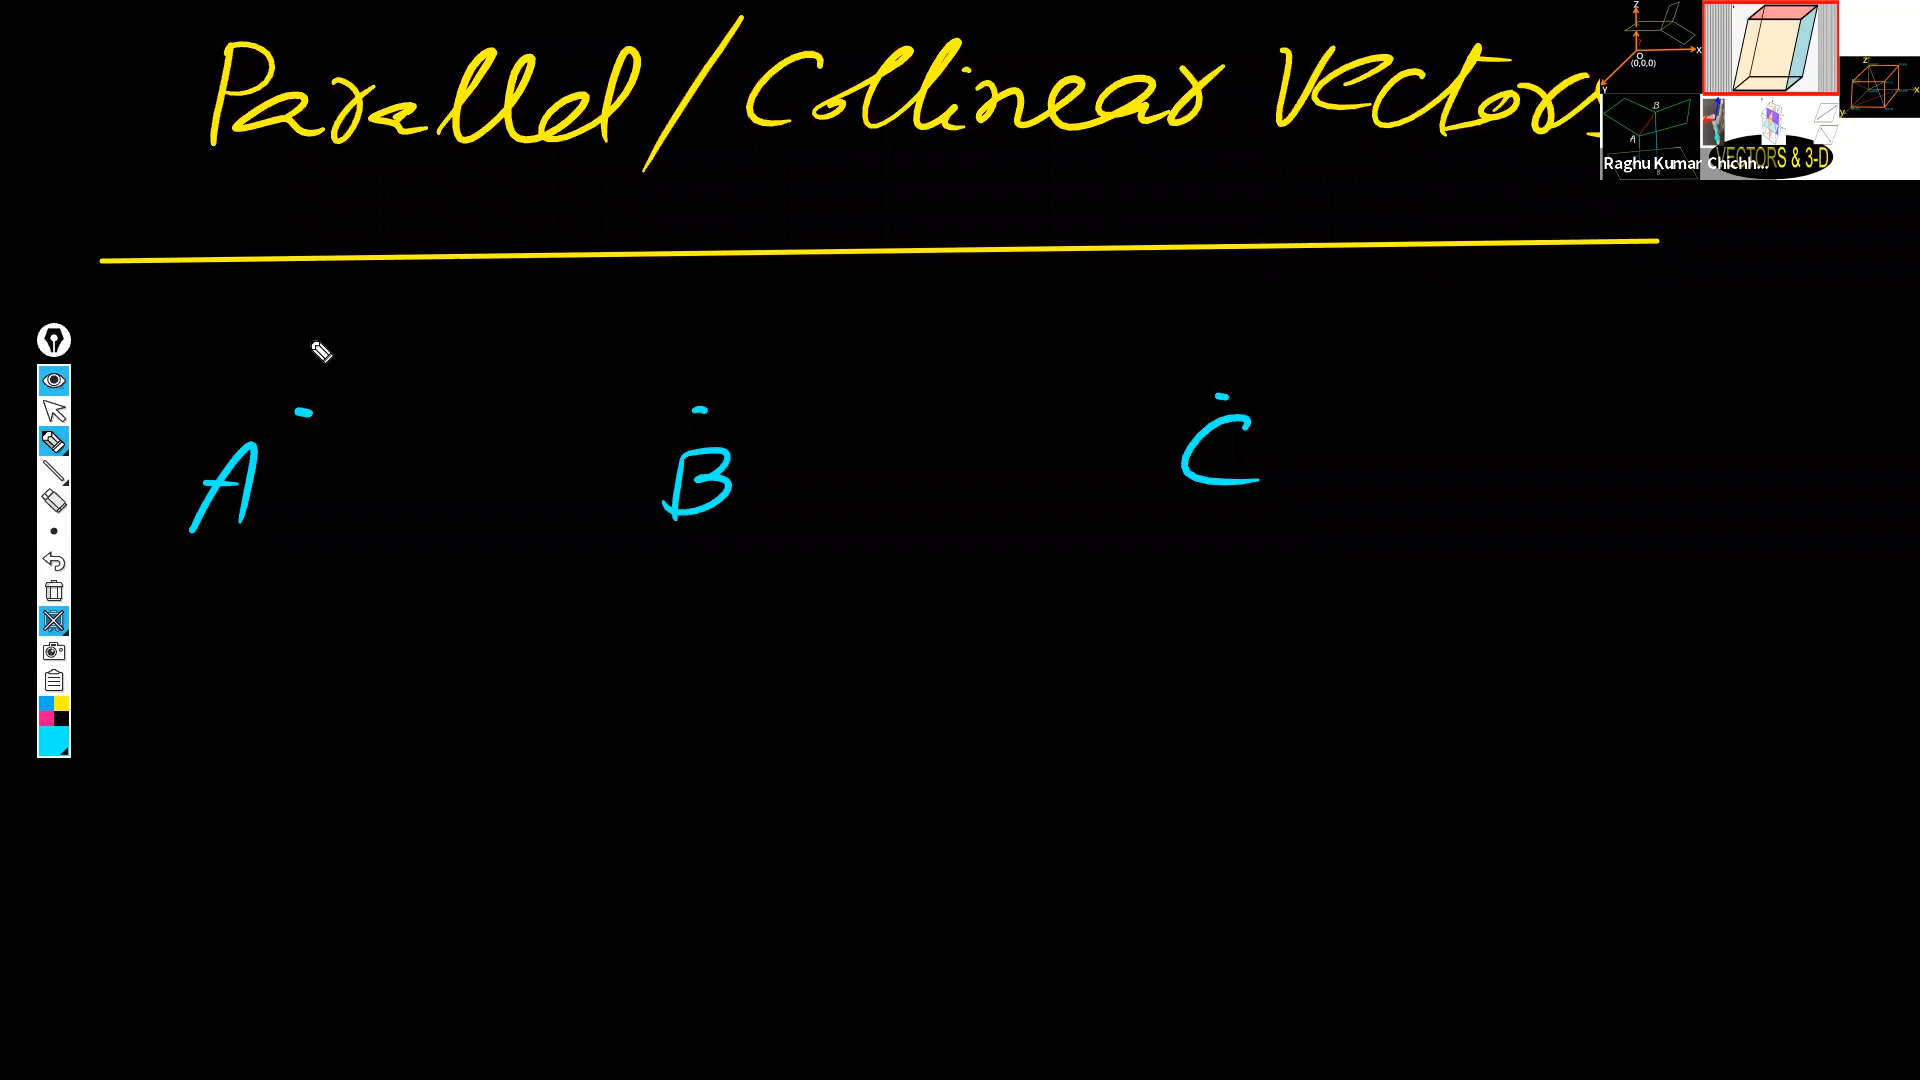 Parallel/Collinear Vectors
Z
X
O
(0,0,0)
Y
B
A
Z
X
Y
Raghu Kumar Chichh...
VECTORS & 3-D
A B C